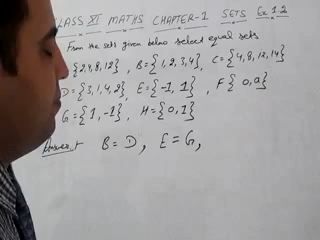 CLASS XI MATHS CHAPTER-1 SETS Ex 1.2
From the sets given below select equal sets
{2,4,8,12}, B={1,2,3,4}, C={4,8,12,14}
D={3,1,4,2}, E={-1,1}, F{0,a}
G={1,-1}, H={0,1}
Answer B=D, E=G,